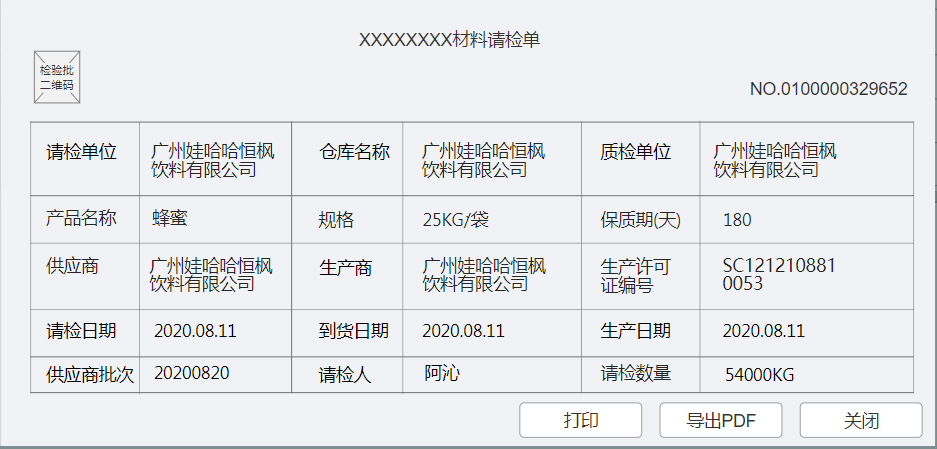 XXXXXXXX材料请检单
检验批
二维码
NO.0100000329652
请检单位 广州娃哈哈恒枫 仓库名称 广州娃哈哈恒枫 质检单位 广州娃哈哈恒枫
饮料有限公司 饮料有限公司 饮料有限公司
产品名称 蜂蜜 规格 25KG/袋 保质期(天) 180
供应商 广州娃哈哈恒枫 生产商 广州娃哈哈恒枫 生产许可 SC121210881
饮料有限公司 饮料有限公司 证编号 0053
请检日期 2020.08.11 到货日期 2020.08.11 生产日期 2020.08.11
供应商批次 20200820 请检人 阿沁 请检数量 54000KG
打印 导出PDF 关闭